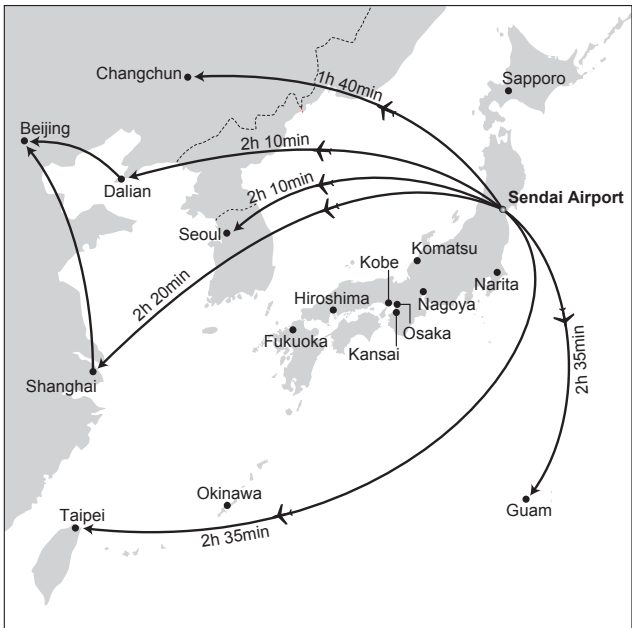 Changchun
1h 40min
Sapporo
Beijing
2h 10min
Dalian
2h 10min
Sendai Airport
Seoul
Komatsu
Kobe
Narita
2h 20min
Hiroshima
Nagoya
Fukuoka
Osaka
Kansai
Shanghai
2h 35min
Okinawa
Guam
Taipei
2h 35min